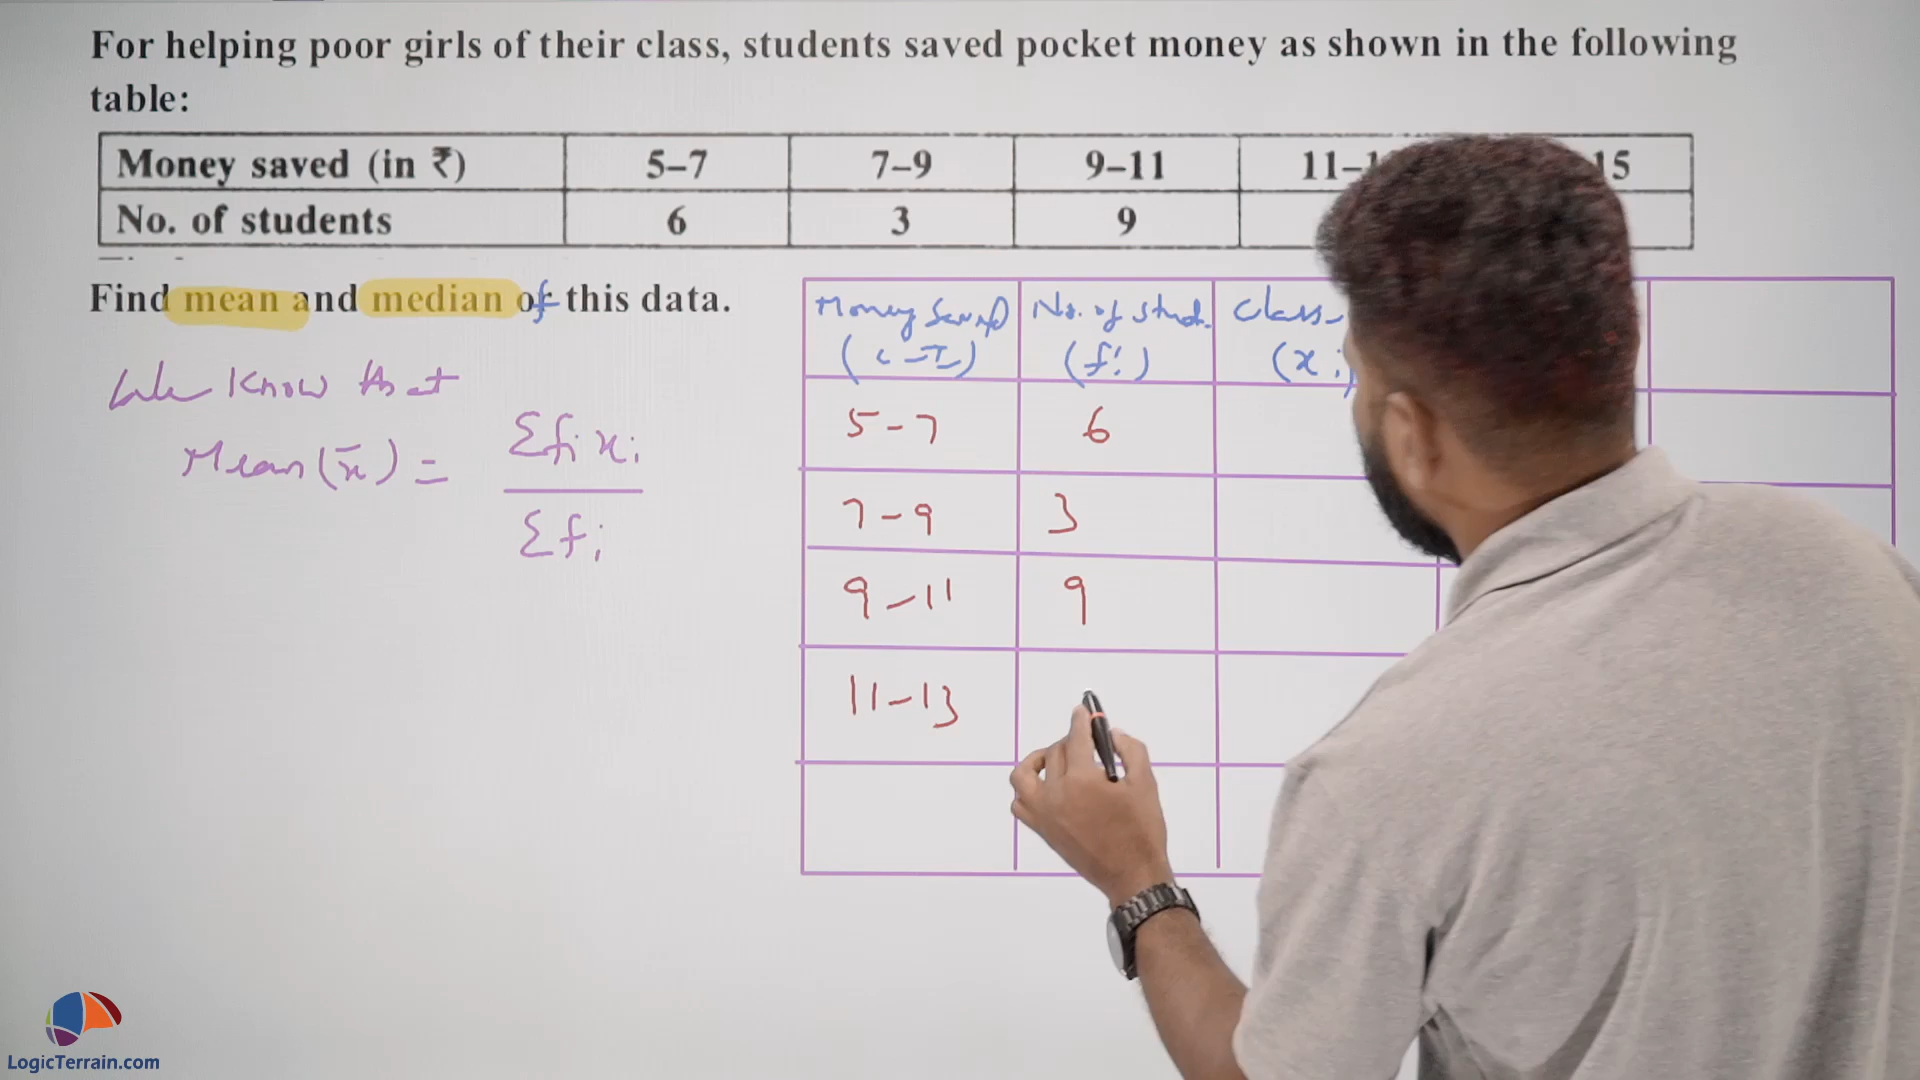 For helping poor girls of their class, students saved pocket money as shown in the following
table:
Money saved (in ₹) 5–7 7–9 9–11 11– 15
No. of students 6 3 9
Find mean and median of this data.
We know that
Mean (x̄) = Σfixi
Σfi
Money Saved No. of stud. Class-
(C-I) (fi) (xi)
5-7 6
7-9 3
9-11 9
11-13
LogicTerrain.com